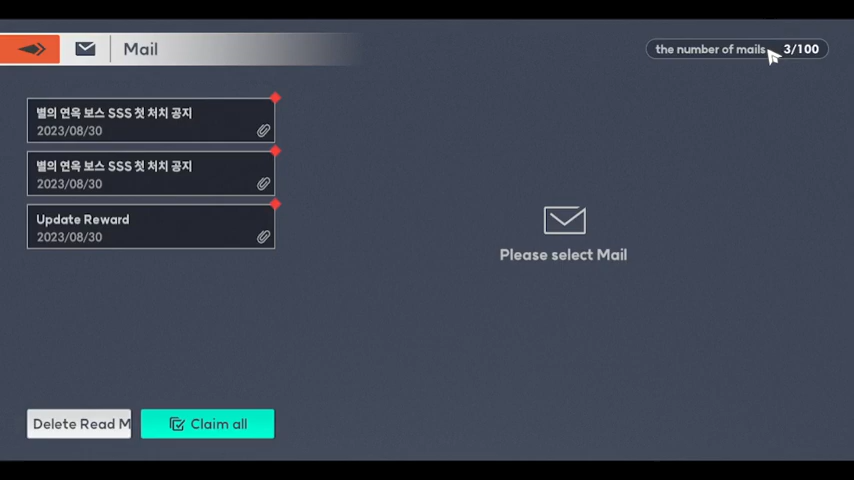 Mail
the number of mails 3/100
별의 연옥 보스 SSS 첫 처치 공지
2023/08/30
별의 연옥 보스 SSS 첫 처치 공지
2023/08/30
Update Reward
2023/08/30
Please select Mail
Delete Read M
Claim all